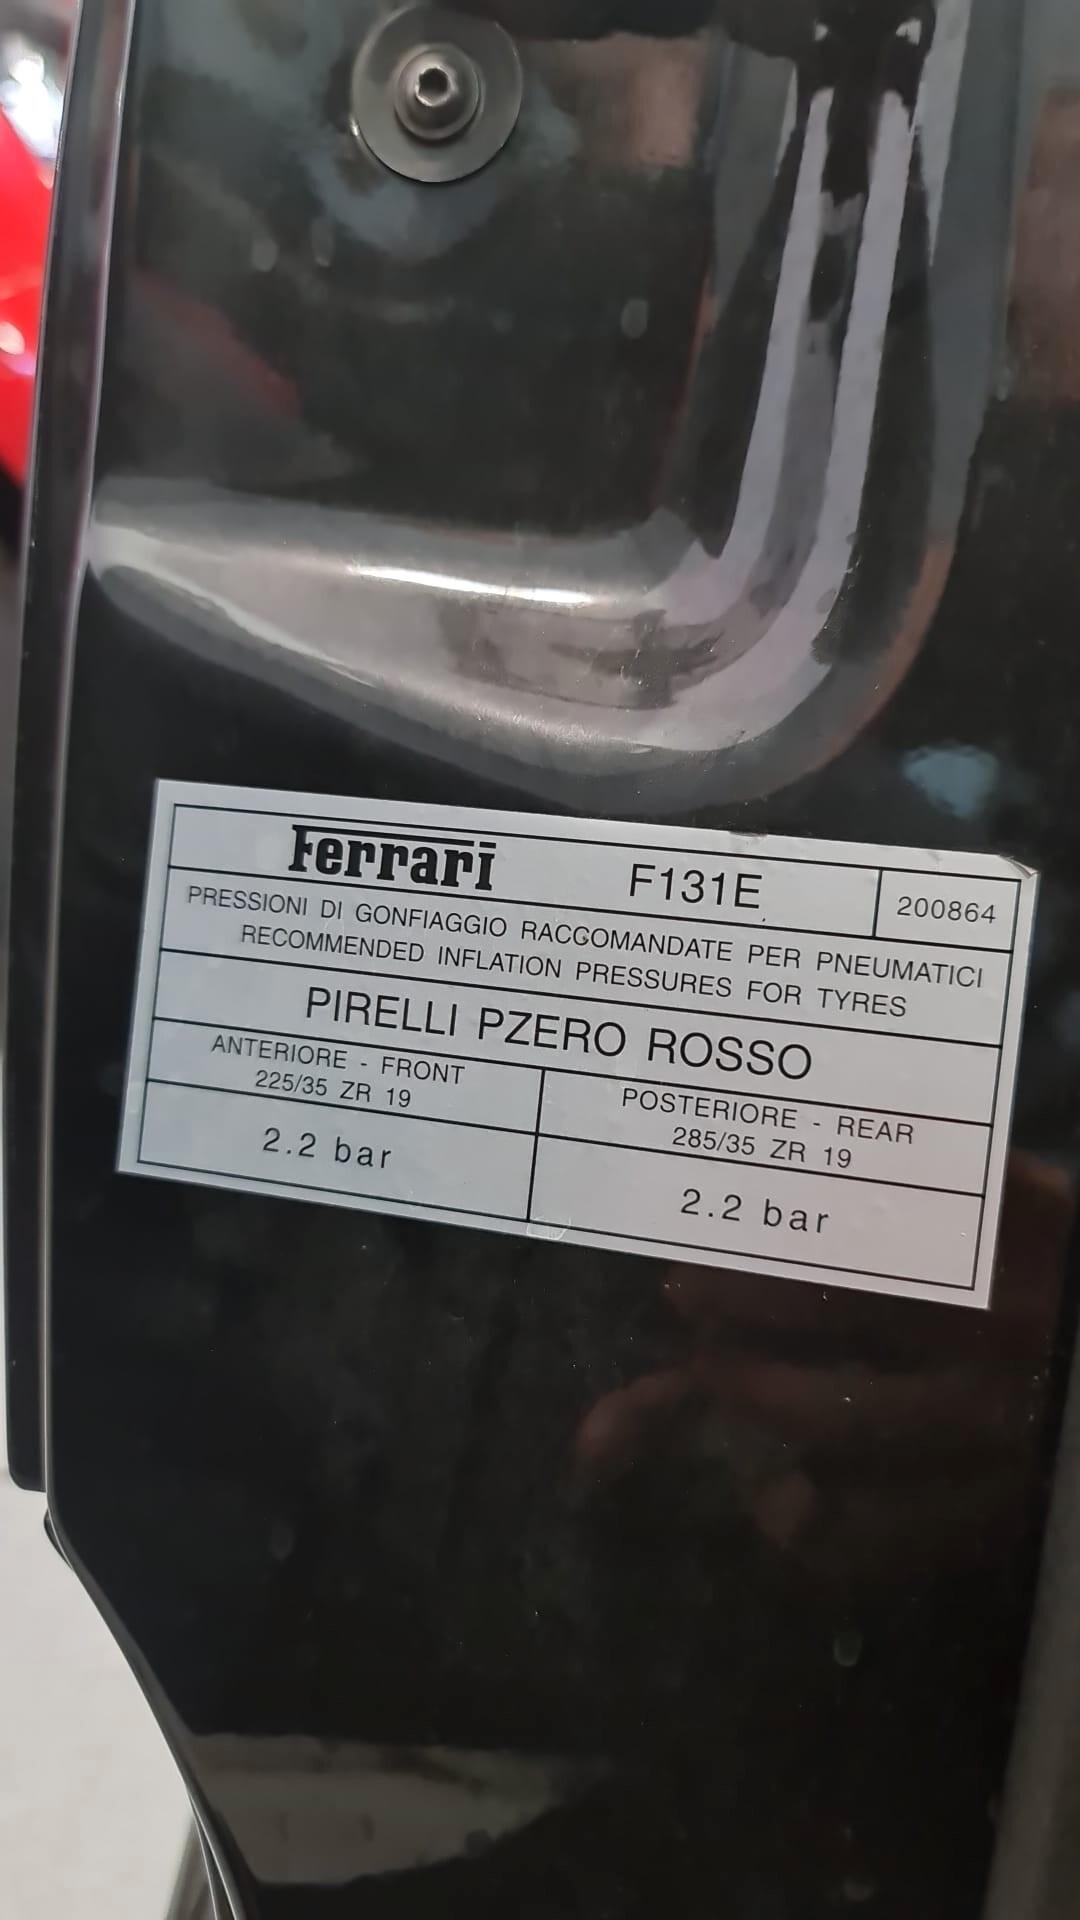 Ferrari F131E 200864
PRESSIONI DI GONFIAGGIO RACCOMANDATE PER PNEUMATICI
RECOMMENDED INFLATION PRESSURES FOR TYRES
PIRELLI PZERO ROSSO
ANTERIORE - FRONT
225/35 ZR 19
POSTERIORE - REAR
285/35 ZR 19
2.2 bar
2.2 bar